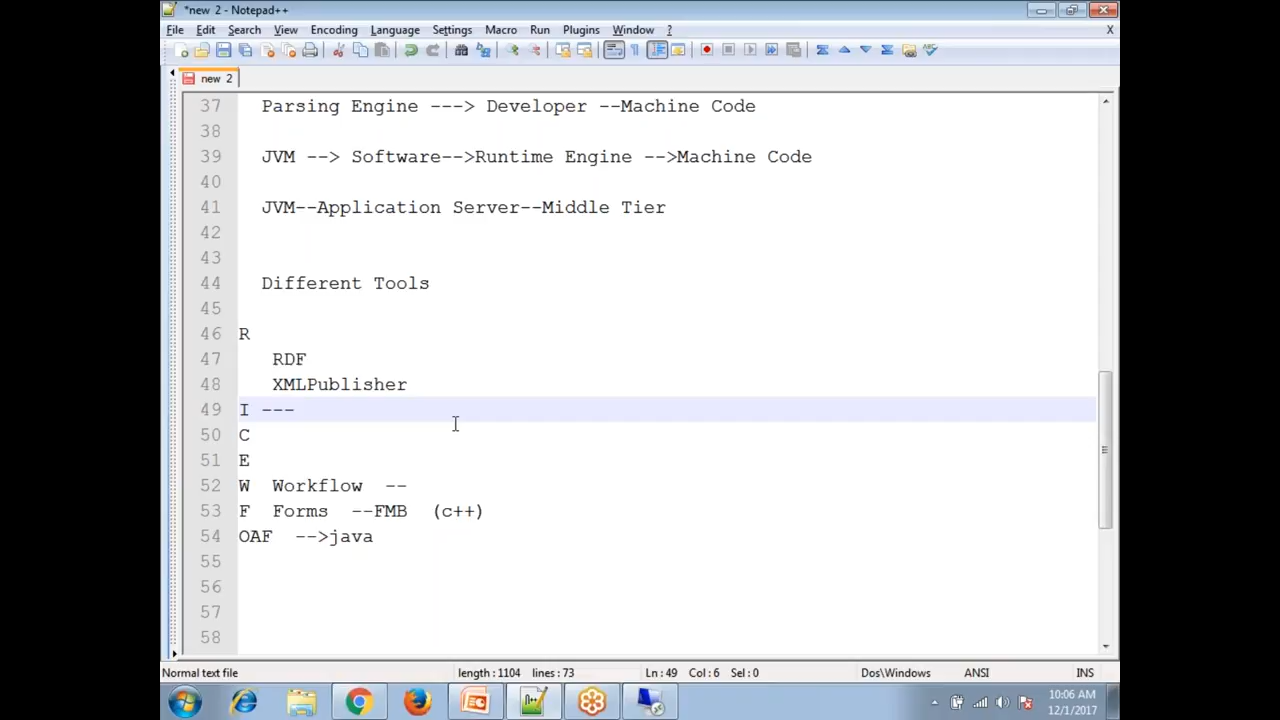 *new 2 - Notepad++
File Edit Search View Encoding Language Settings Macro Run Plugins Window ? X
new 2
37 Parsing Engine ---> Developer --Machine Code
38
39 JVM --> Software-->Runtime Engine -->Machine Code
40
41 JVM--Application Server--Middle Tier
42
43
44 Different Tools
45
46 R
47 RDF
48 XMLPublisher
49 I ---
50 C
51 E
52 W Workflow --
53 F Forms --FMB (c++)
54 OAF -->java
55
56
57
58
Normal text file length : 1104 lines : 73 Ln : 49 Col : 6 Sel : 0 Dos\Windows ANSI INS
10:06 AM
12/1/2017